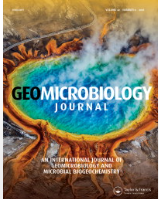 GEOMICROBIOLOGY
JOURNAL
AN INTERNATIONAL JOURNAL OF
GEOMICROBIOLOGY AND
MICROBIAL BIOGEOCHEMISTRY